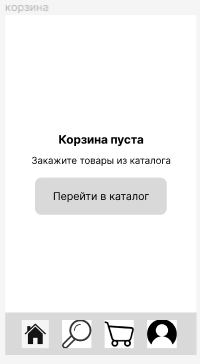 корзина
Корзина пуста
Закажите товары из каталога
Перейти в каталог